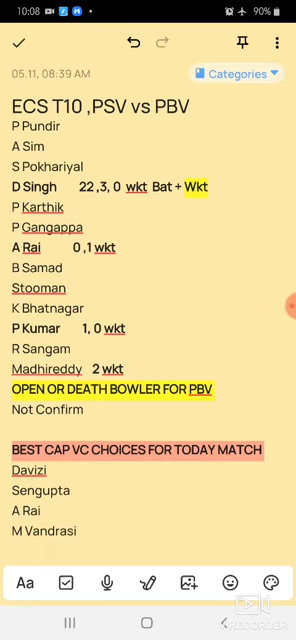 10:08
90%
05.11, 08:39 AM
Categories
ECS T10 ,PSV vs PBV
P Pundir
A Sim
S Pokhariyal
D Singh 22 ,3, 0 wkt Bat + Wkt
P Karthik
P Gangappa
A Rai 0 ,1 wkt
B Samad
Stooman
K Bhatnagar
P Kumar 1, 0 wkt
R Sangam
Madhireddy 2 wkt
OPEN OR DEATH BOWLER FOR PBV
Not Confirm
BEST CAP VC CHOICES FOR TODAY MATCH
Davizi
Sengupta
A Rai
M Vandrasi
Aa
RECORDER